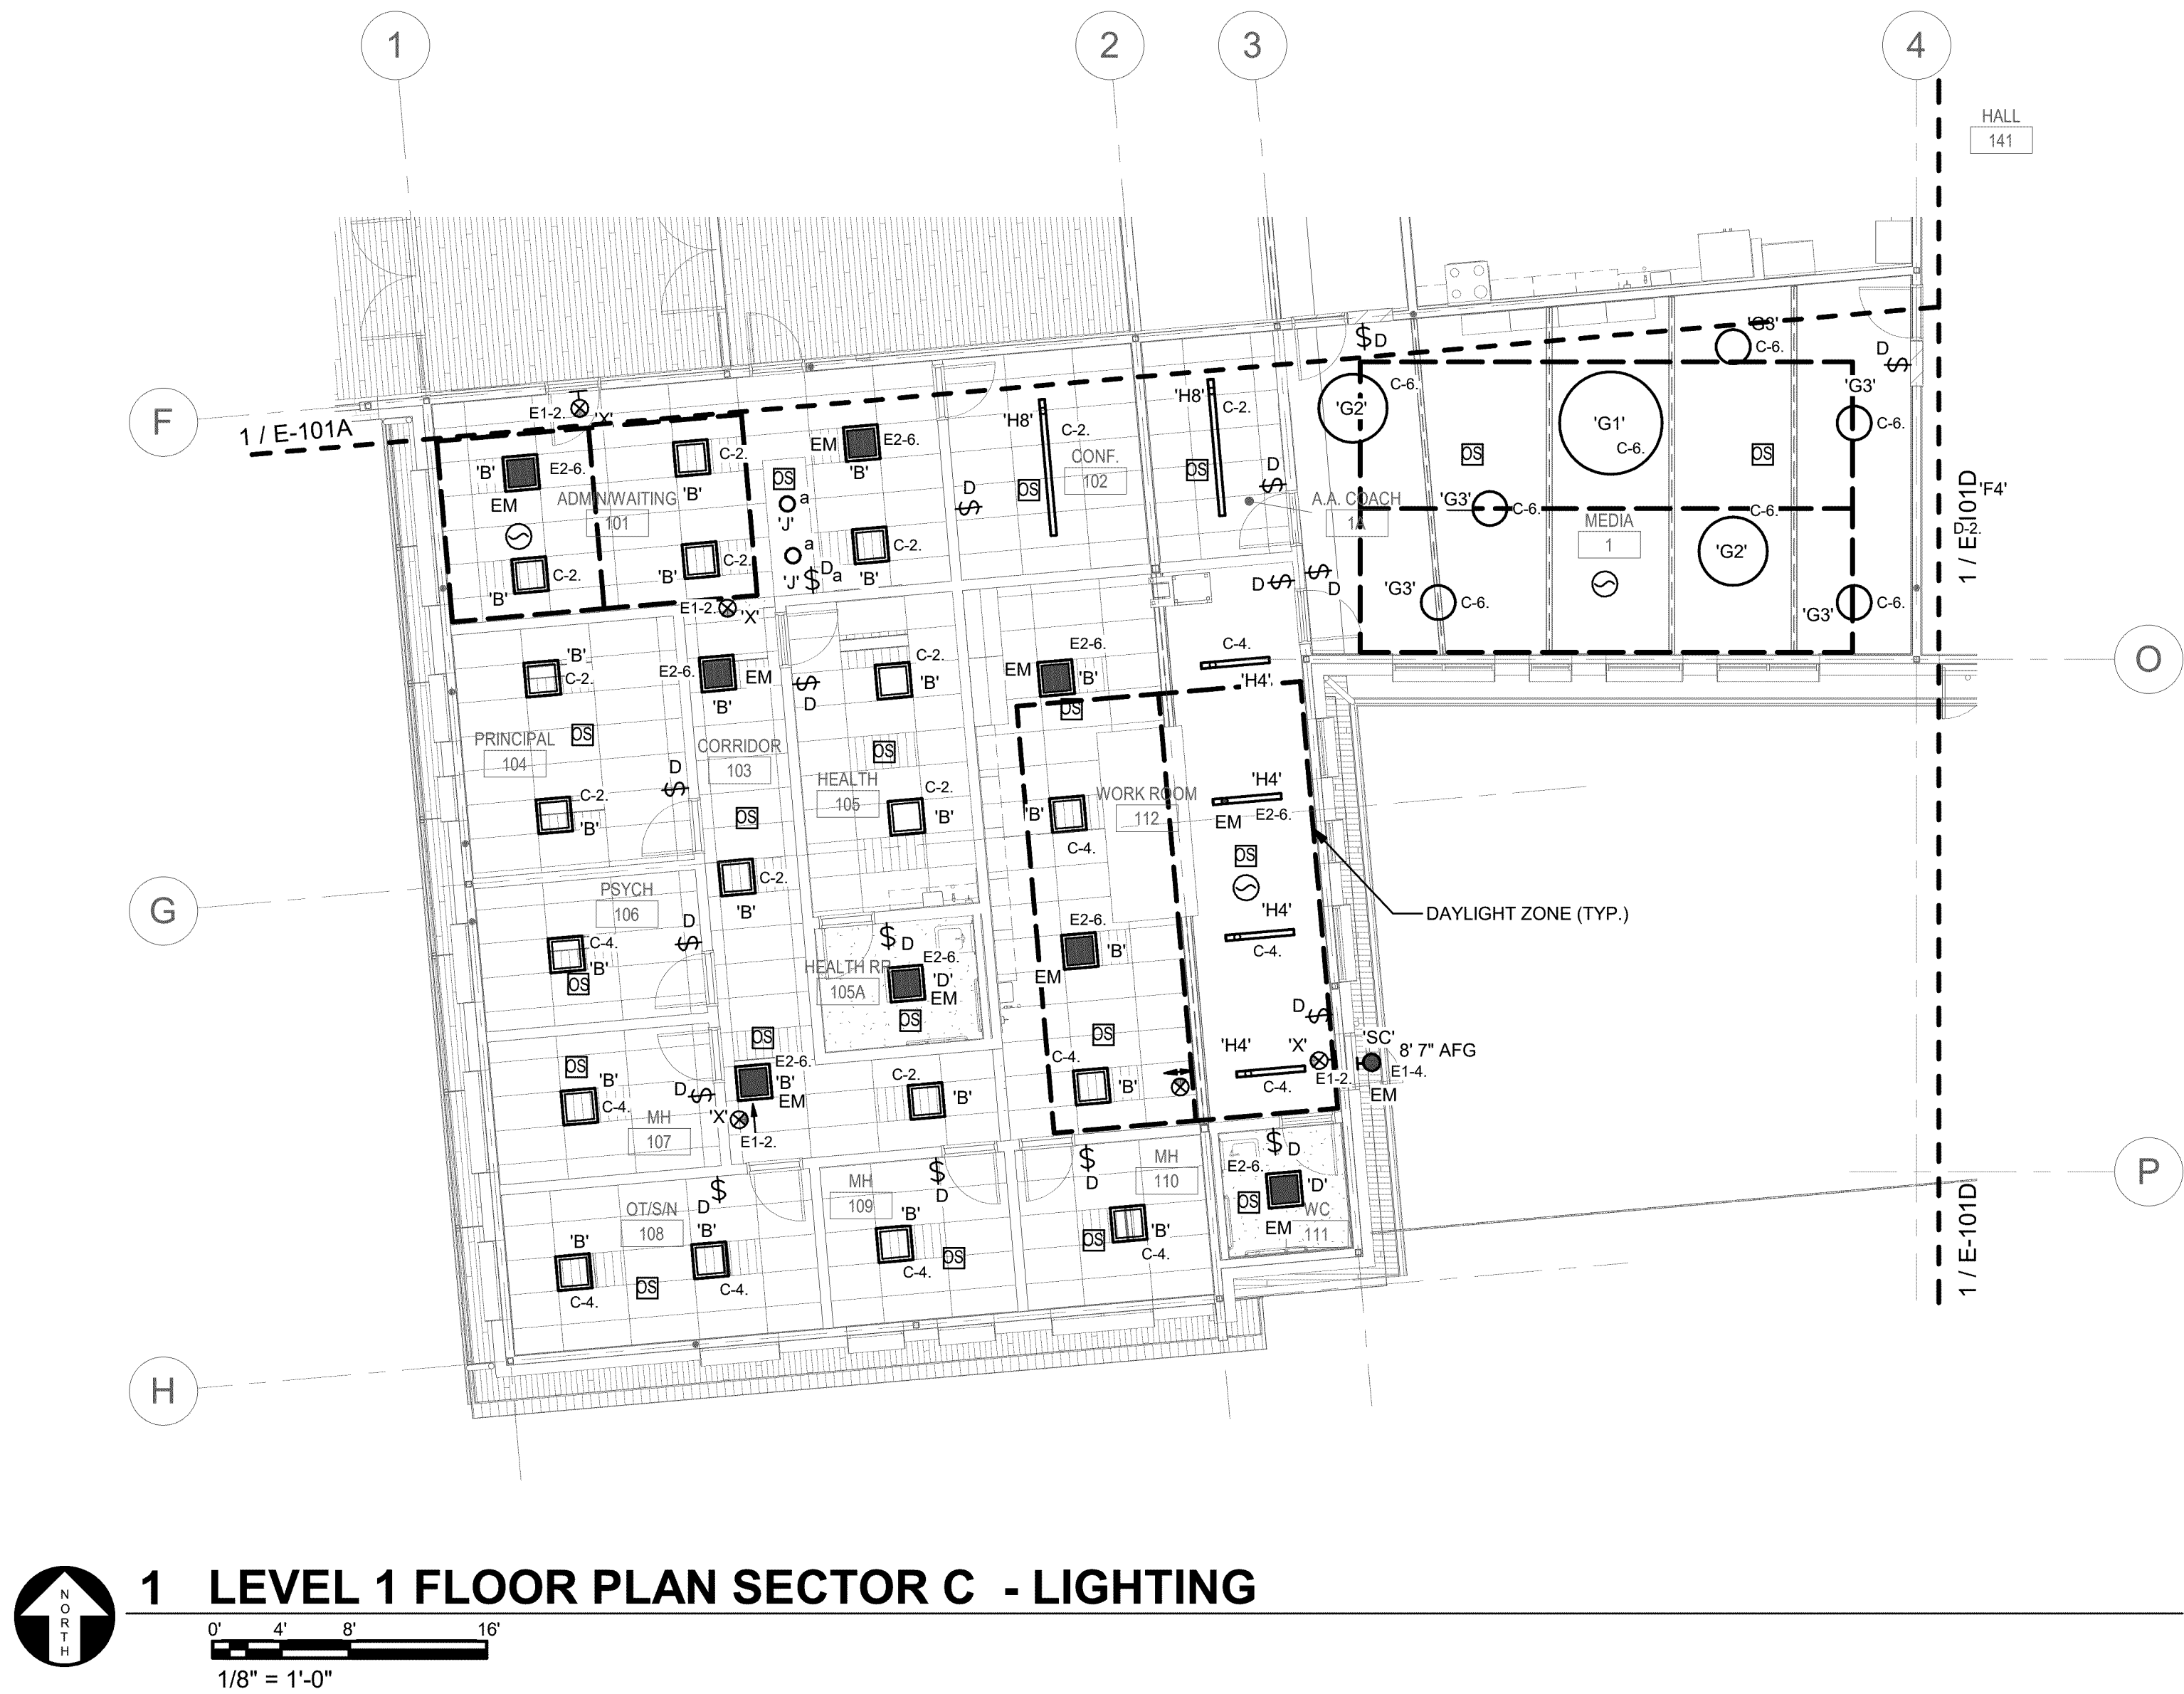 1
2
3
4
HALL
141
F
1 / E-101A
$D
'G3'
C-6.
D
$
'G2'
C-6.
'G1'
C-6.
'G3'
C-6.
E1-2.
'X'
'H8'
C-2.
'H8'
C-2.
EM
E2-6.
'B'
'B'
E2-6.
EM
C-2.
'B'
ADMIN/WAITING
101
OS
a
'J'
a
'J'
$Da
CONF.
102
OS
D
$
OS
D
$
A.A. COACH
1A
OS
OS
'G3'
C-6.
C-6.
MEDIA
1
'G2'
1 / E-101D
'F4'
D-2.
C-2.
'B'
C-2.
'B'
C-2.
'B'
E1-2.
'X'
D$
$
D
'G3'
C-6.
'G3'
C-6.
'B'
C-2.
E2-6.
EM
'B'
C-2.
'B'
$
D
E2-6.
EM
'B'
OS
C-4.
'H4'
O
PRINCIPAL
104
OS
CORRIDOR
103
OS
D
$
HEALTH
105
OS
C-2.
'B'
C-2.
'B'
WORK ROOM
112
'B'
C-4.
'H4'
EM
E2-6.
OS
DAYLIGHT ZONE (TYP.)
G
PSYCH
106
D
$
C-4.
'B'
OS
C-2.
'B'
$D
HEALTH RR
105A
E2-6.
'D'
EM
OS
E2-6.
'B'
EM
'H4'
C-4.
D
$
OS
'B'
C-4.
D$
MH
107
OS
E2-6.
'B'
EM
'X'
E1-2.
C-2.
'B'
OS
C-4.
'B'
'H4'
C-4.
'X'
E1-2.
'SC'
8' 7" AFG
E1-4.
EM
P
$
D
OT/S/N
108
'B'
C-4.
OS
'B'
C-4.
MH
109
$
D
'B'
C-4.
OS
$
D
MH
110
OS
'B'
C-4.
$D
E2-6.
'D'
OS
EM
WC
111
1 / E-101D
H
NORTH
1 LEVEL 1 FLOOR PLAN SECTOR C - LIGHTING
0' 4' 8' 16'
1/8" = 1'-0"